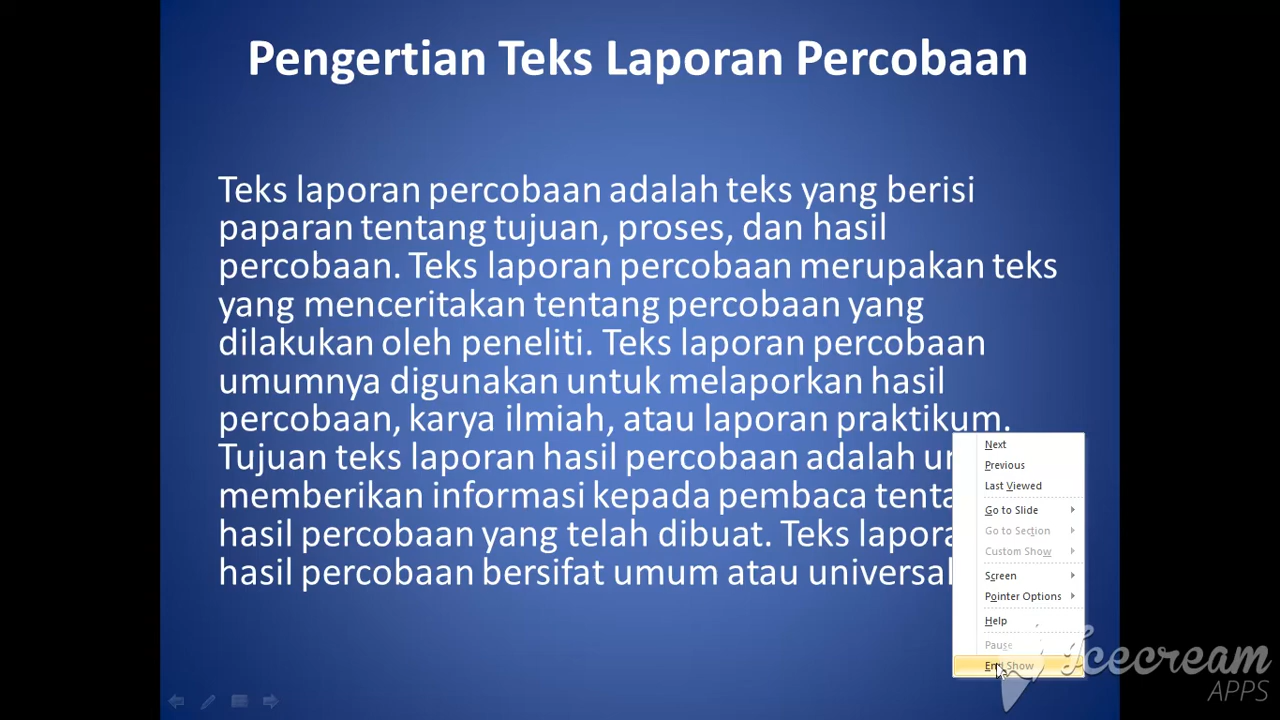 Pengertian Teks Laporan Percobaan
Teks laporan percobaan adalah teks yang berisi
paparan tentang tujuan, proses, dan hasil
percobaan. Teks laporan percobaan merupakan teks
yang menceritakan tentang percobaan yang
dilakukan oleh peneliti. Teks laporan percobaan
umumnya digunakan untuk melaporkan hasil
percobaan, karya ilmiah, atau laporan praktikum.
Tujuan teks laporan hasil percobaan adalah
memberikan informasi kepada pembaca
hasil percobaan yang telah dibuat. Teks
hasil percobaan bersifat umum atau universal
Next
Previous
Last Viewed
Go to Slide
Go to Section
Custom Show
Screen
Pointer Options
Help
Pause
End Show
Icecream
APPS